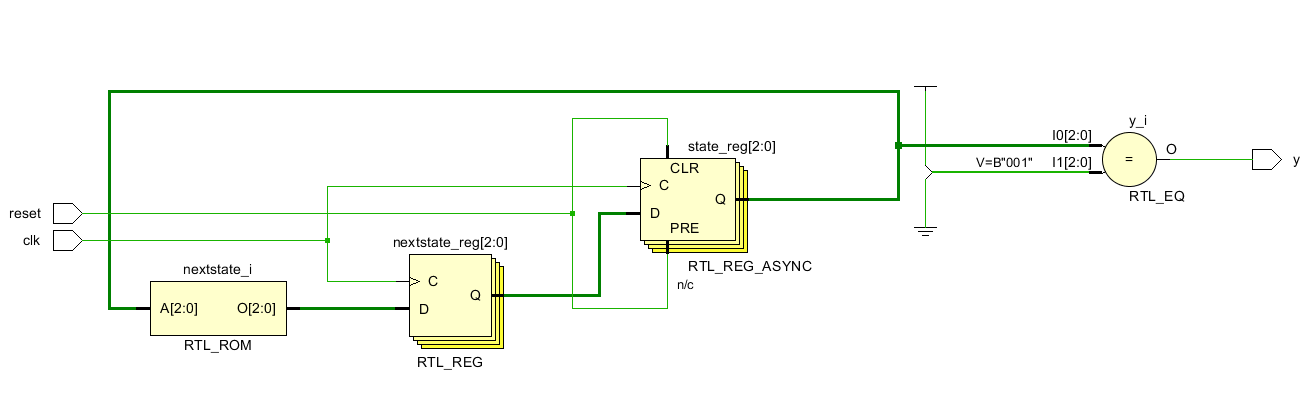 y_i
I0[2:0]
state_reg[2:0]
O
V=B"001"
I1[2:0]
=
y
CLR
C
RTL_EQ
reset
D
Q
PRE
clk
nextstate_reg[2:0]
RTL_REG_ASYNC
nextstate_i
C
n/c
Q
A[2:0]
O[2:0]
D
RTL_ROM
RTL_REG